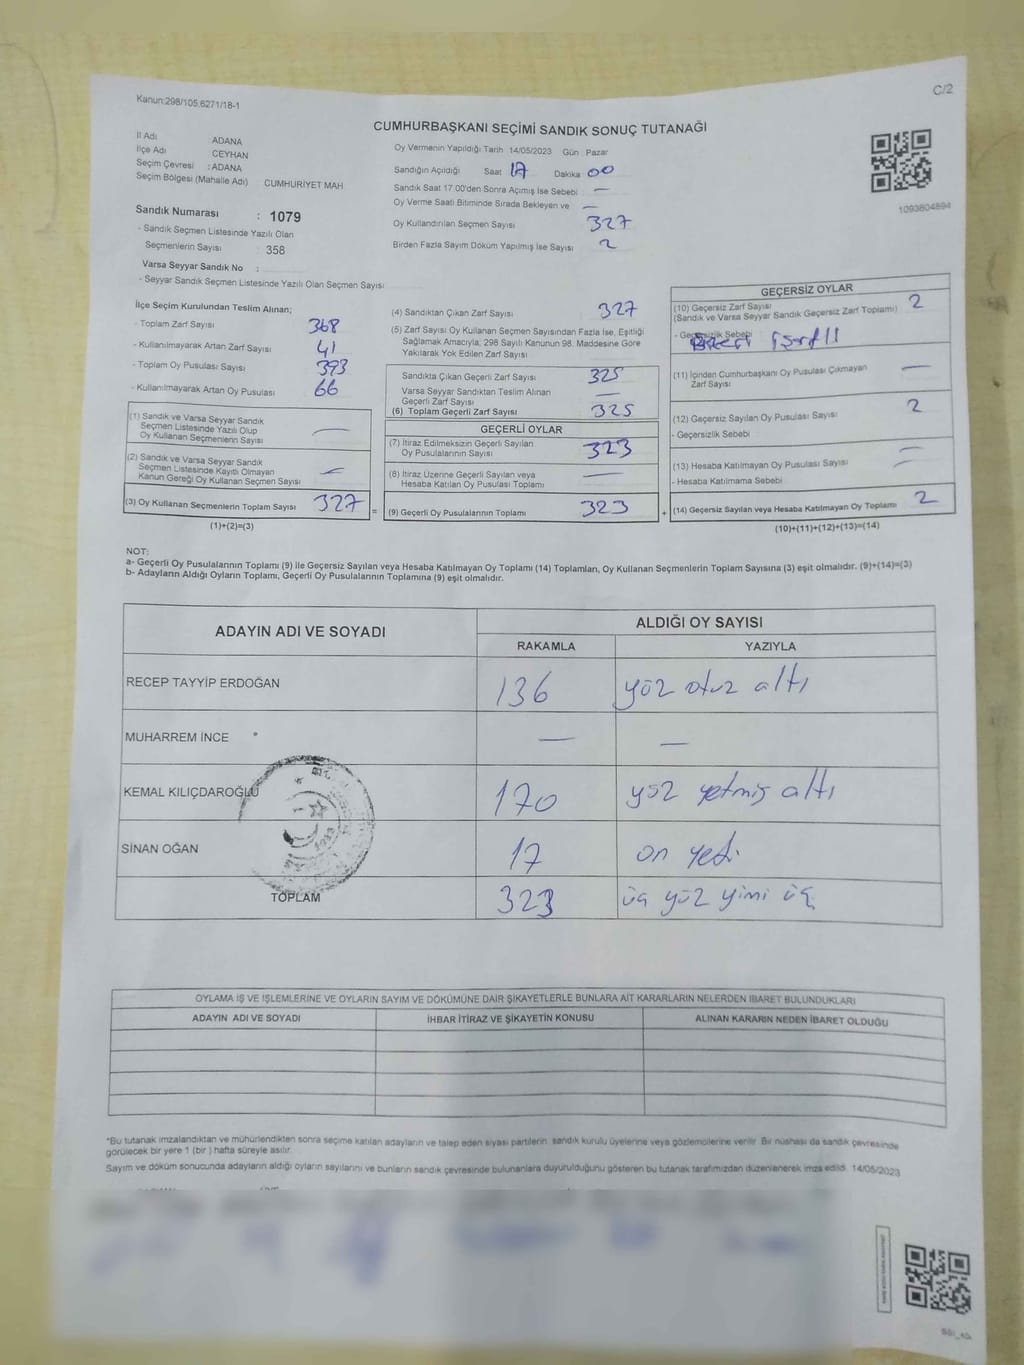 Kanun:298/105.6271/18-1
C/2
CUMHURBAŞKANI SEÇİMİ SANDIK SONUÇ TUTANAĞI
İl Adı : ADANA
İlçe Adı : CEYHAN
Seçim Çevresi : ADANA
Seçim Bölgesi (Mahalle Adı) CUMHURİYET MAH
Sandık Numarası : 1079
- Sandık Seçmen Listesinde Yazılı Olan
Seçmenlerin Sayısı : 358
Varsa Seyyar Sandık No :
- Seyyar Sandık Seçmen Listesinde Yazılı Olan Seçmen Sayısı
Oy Vermenin Yapıldığı Tarih 14/05/2023 Gün Pazar
Sandığın Açıldığı Saat 17 Dakika 00
Sandık Saat 17 00'den Sonra Açımış İse Sebebi —
Oy Verme Saati Bitiminde Sırada Bekleyen ve —
Oy Kullandırılan Seçmen Sayısı 327
Birden Fazla Sayım Döküm Yapılmış İse Sayısı 2
1093804894
İlçe Seçim Kurulundan Teslim Alınan;
- Toplam Zarf Sayısı 368
- Kullanılmayarak Artan Zarf Sayısı 41
- Toplam Oy Pusulası Sayısı 393
- Kullanılmayarak Artan Oy Pusulası 66
(1) Sandık ve Varsa Seyyar Sandık
Seçmen Listesinde Yazılı Olup
Oy Kullanan Seçmenlerin Sayısı —
(2) Sandık ve Varsa Seyyar Sandık
Seçmen Listesinde Kayıtlı Olmayan
Kanun Gereği Oy Kullanan Seçmen Sayısı —
(3) Oy Kullanan Seçmenlerin Toplam Sayısı 327
(1)+(2)=(3)
(4) Sandıktan Çıkan Zarf Sayısı 327
(5) Zarf Sayısı Oy Kullanan Seçmen Sayısından Fazla İse, Eşitliği
Sağlamak Amacıyla; 298 Sayılı Kanunun 98. Maddesine Göre
Yakılarak Yok Edilen Zarf Sayısı
Sandıkta Çıkan Geçerli Zarf Sayısı 325
Varsa Seyyar Sandıktan Teslim Alınan
Geçerli Zarf Sayısı —
(6) Toplam Geçerli Zarf Sayısı 325
GEÇERLİ OYLAR
(7) İtiraz Edilmeksizin Geçerli Sayılan
Oy Pusulalarının Sayısı 323
(8) İtiraz Üzerine Geçerli Sayılan veya
Hesaba Katılan Oy Pusulası Toplamı —
= (9) Geçerli Oy Pusulalarının Toplamı 323 +
GEÇERSİZ OYLAR
(10) Geçersiz Zarf Sayısı
(Sandık ve Varsa Seyyar Sandık Geçersiz Zarf Toplamı) 2
- Geçersizlik Sebebi
(11) İçinden Cumhurbaşkanı Oy Pusulası Çıkmayan
Zarf Sayısı —
(12) Geçersiz Sayılan Oy Pusulası Sayısı 2
- Geçersizlik Sebebi
(13) Hesaba Katılmayan Oy Pusulası Sayısı —
- Hesaba Katılmama Sebebi —
(14) Geçersiz Sayılan veya Hesaba Katılmayan Oy Toplamı 2
(10)+(11)+(12)+(13)=(14)
NOT:
a- Geçerli Oy Pusulalarının Toplamı (9) ile Geçersiz Sayılan veya Hesaba Katılmayan Oy Toplamı (14) Toplamları, Oy Kullanan Seçmenlerin Toplam Sayısına (3) eşit olmalıdır. (9)+(14)=(3)
b- Adayların Aldığı Oyların Toplamı, Geçerli Oy Pusulalarının Toplamına (9) eşit olmalıdır.
ADAYIN ADI VE SOYADI
ALDIĞI OY SAYISI
RAKAMLA YAZIYLA
RECEP TAYYİP ERDOĞAN 136 yüz otuz altı
MUHARREM İNCE — —
KEMAL KILIÇDAROĞLU 170 yüz yetmiş altı
SİNAN OĞAN 17 on yedi
TOPLAM 323 üç yüz yimi üç
OYLAMA İŞ VE İŞLEMLERİNE VE OYLARIN SAYIM VE DÖKÜMÜNE DAİR ŞİKAYETLERLE BUNLARA AİT KARARLARIN NELERDEN İBARET BULUNDUKLARI
ADAYIN ADI VE SOYADI İHBAR İTİRAZ VE ŞİKAYETİN KONUSU ALINAN KARARIN NEDEN İBARET OLDUĞU
*Bu tutanak imzalandıktan ve mühürlendikten sonra seçime katılan adayların ve talep eden siyasi partilerin sandık kurulu üyelerine veya gözlemcilerine verilir. Bir nüshası da sandık çevresinde
görülecek bir yere 1 (bir) hafta süreyle asılır.
Sayım ve döküm sonucunda adayların aldığı oyların sayılarını ve bunların sandık çevresinde bulunanlara duyurulduğunu gösteren bu tutanak tarafımızdan düzenlenerek imza edildi. 14/05/2023